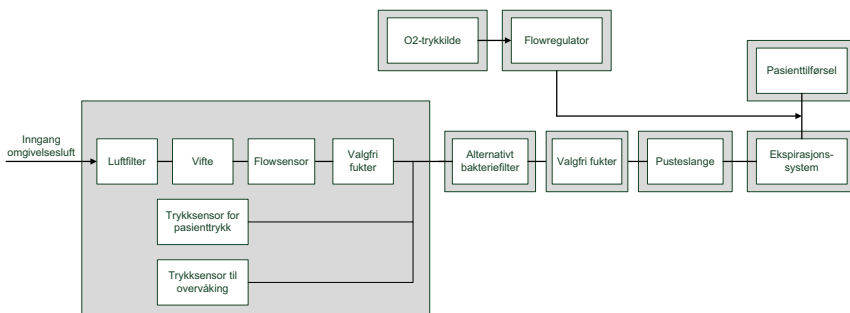 O2-trykkilde
Flowregulator
Pasienttilførsel
Inngang
omgivelsesluft
Luftfilter
Vifte
Flowsensor
Valgfri
fukter
Alternativt
bakteriefilter
Valgfri fukter
Pusteslange
Ekspirasjons-
system
Trykksensor for
pasienttrykk
Trykksensor til
overvåking